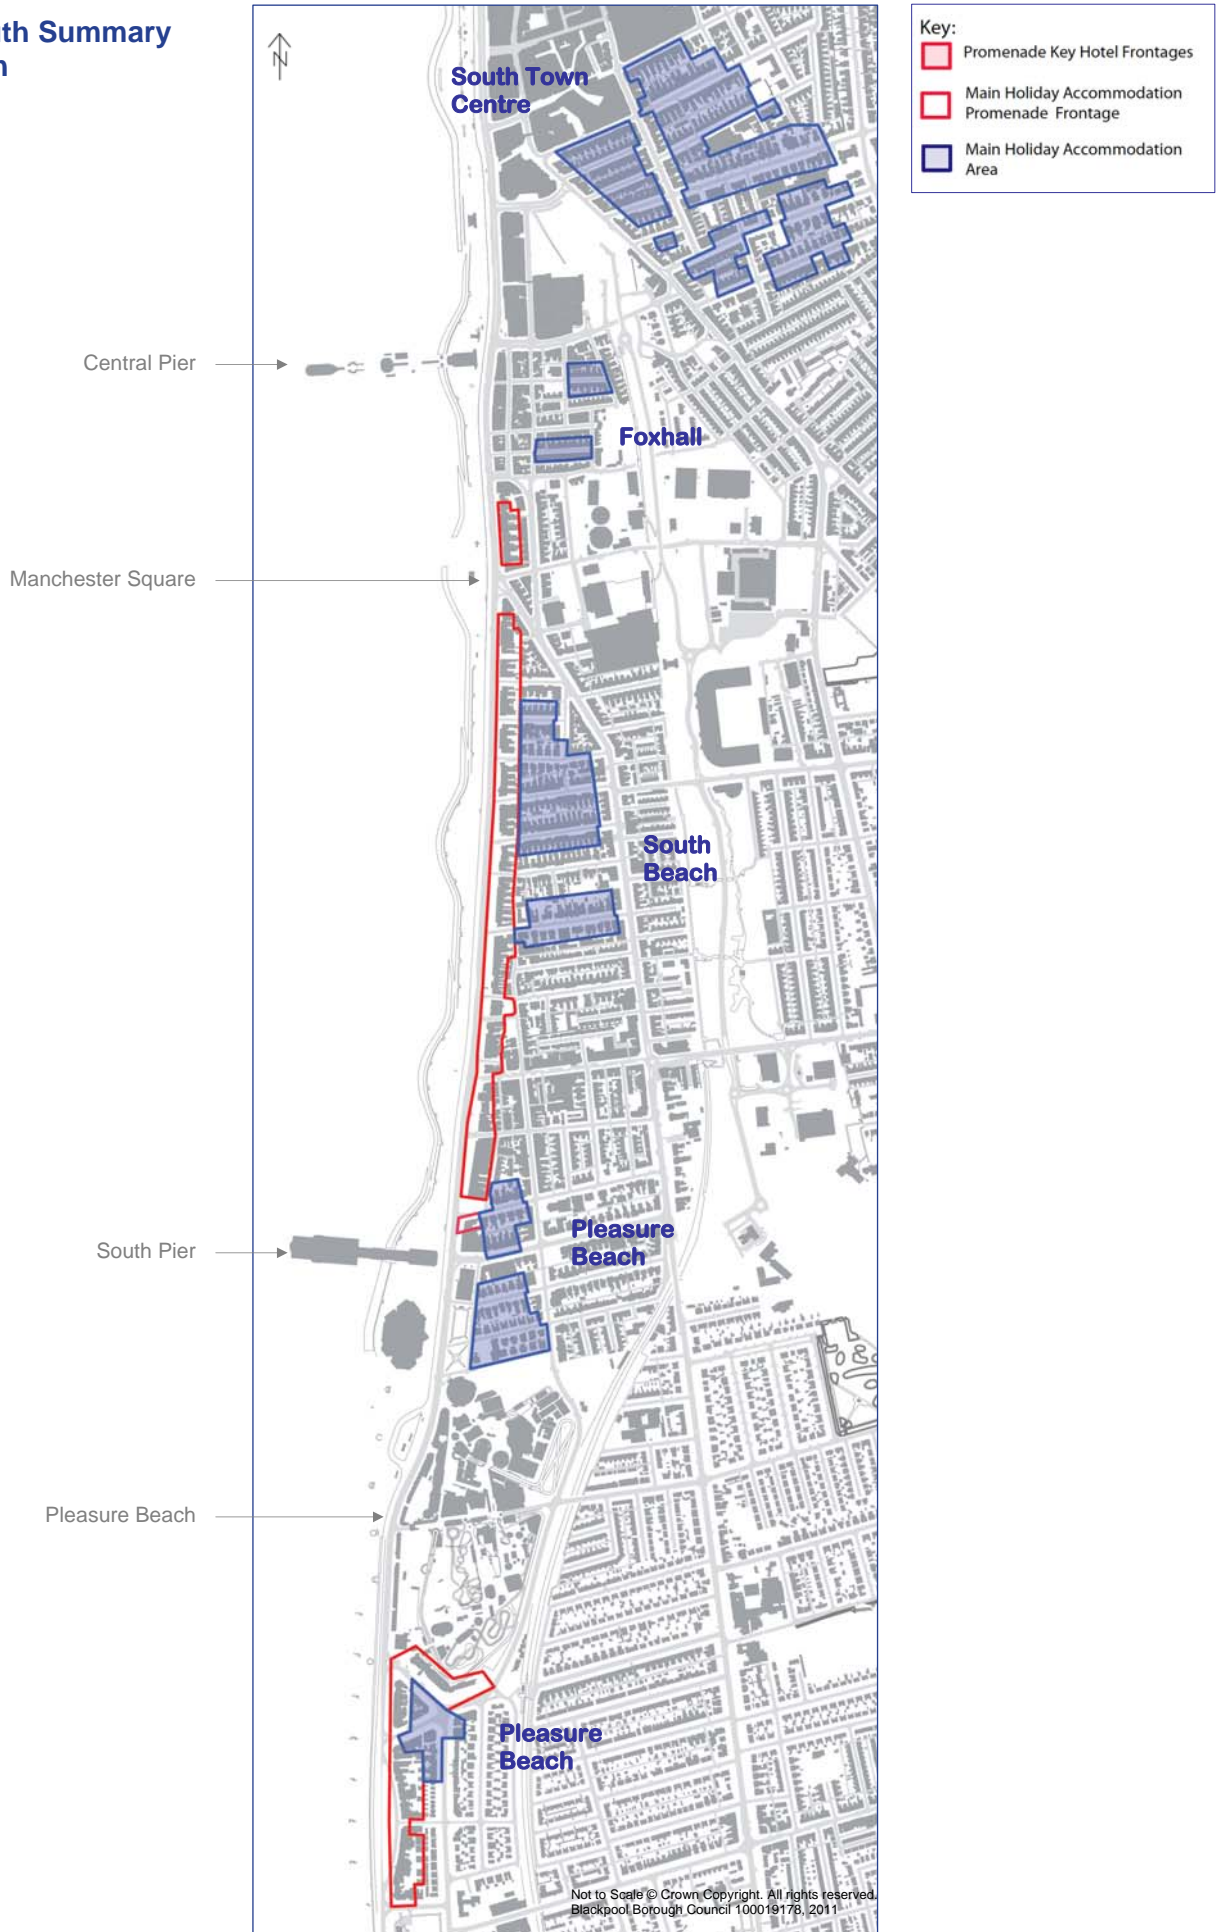 th Summary
n
N
South Town
Centre
Key:
Promenade Key Hotel Frontages
Main Holiday Accommodation
Promenade Frontage
Main Holiday Accommodation
Area
Central Pier
Foxhall
Manchester Square
South
Beach
South Pier
Pleasure
Beach
Pleasure Beach
Pleasure
Beach
Not to Scale © Crown Copyright. All rights reserved.
Blackpool Borough Council 100019178, 2011